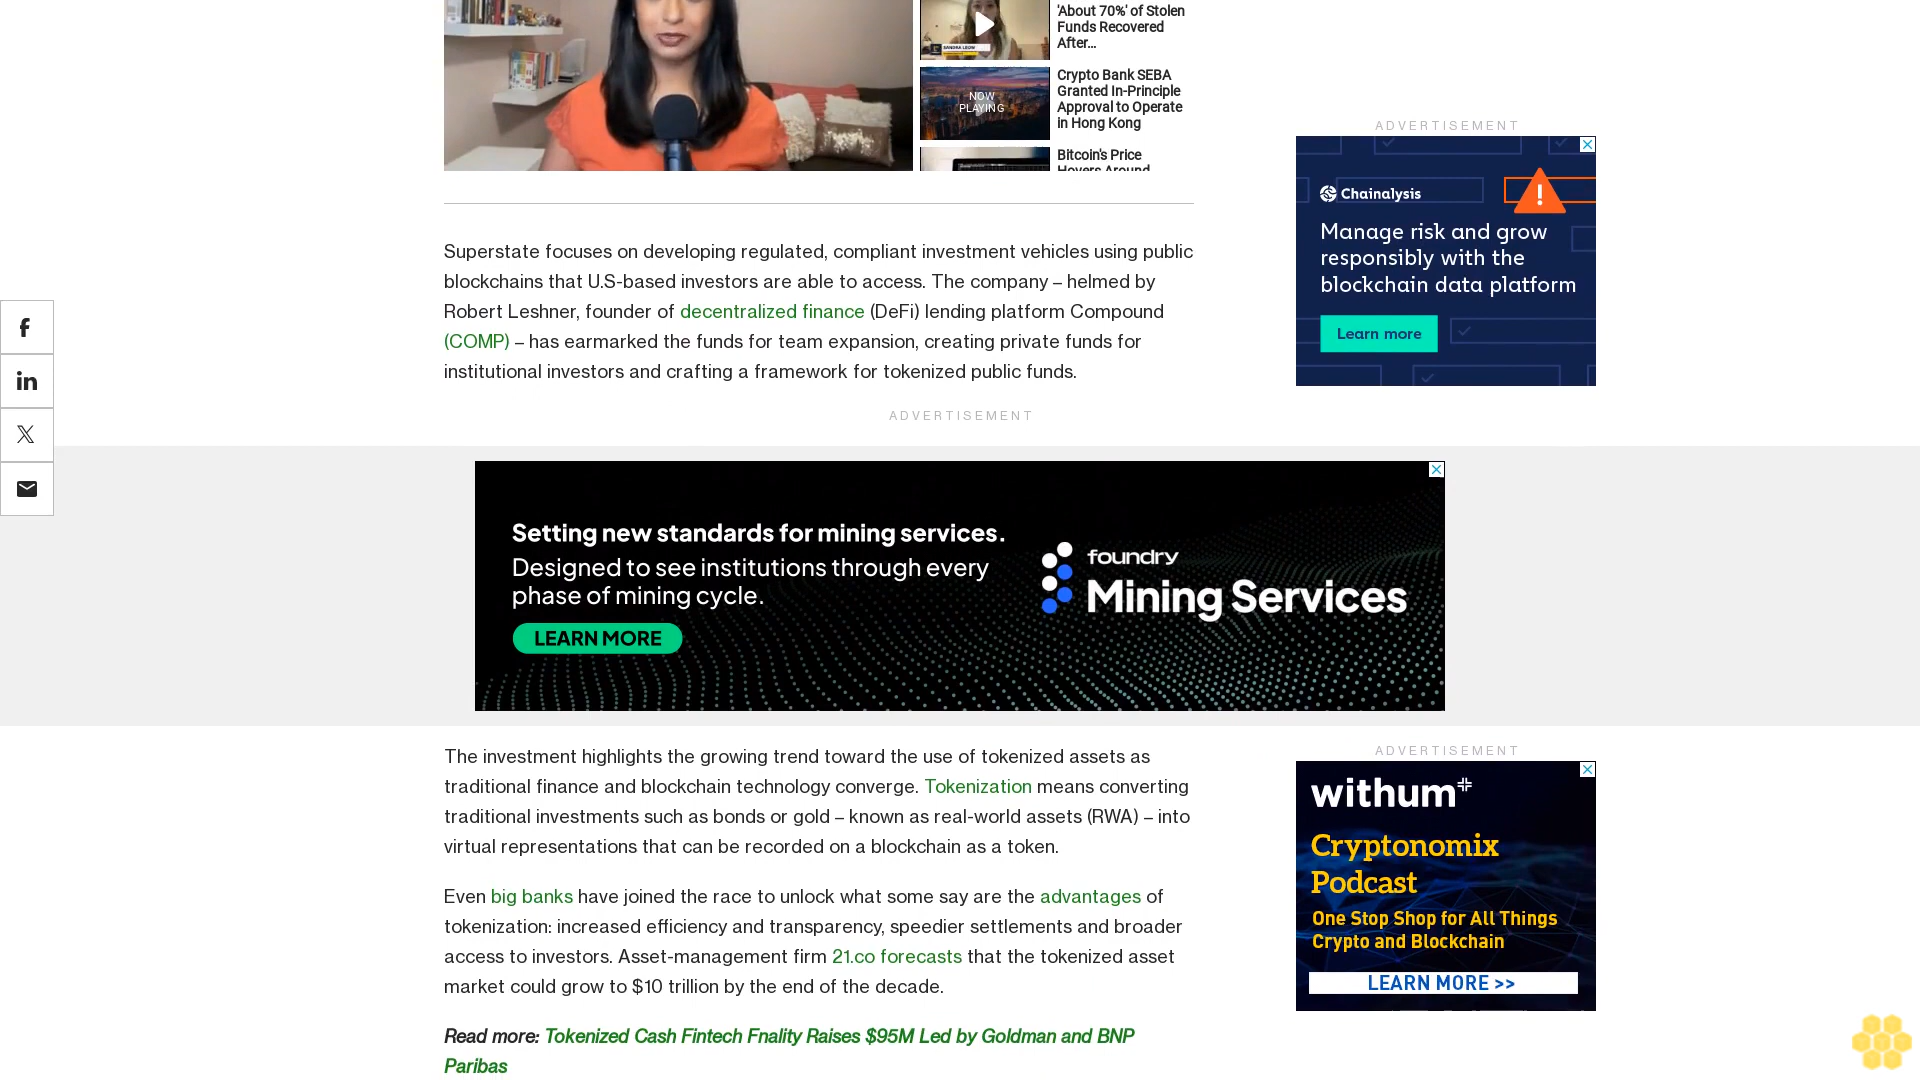 'About 70%' of Stolen
Funds Recovered
After...
SANDRA LEOW
NOW
PLAYING
Crypto Bank SEBA
Granted In-Principle
Approval to Operate
in Hong Kong
Bitcoin's Price
Hovers Around
ADVERTISEMENT
Chainalysis
Manage risk and grow
responsibly with the
blockchain data platform
Learn more
Superstate focuses on developing regulated, compliant investment vehicles using public
blockchains that U.S-based investors are able to access. The company – helmed by
Robert Leshner, founder of decentralized finance (DeFi) lending platform Compound
(COMP) – has earmarked the funds for team expansion, creating private funds for
institutional investors and crafting a framework for tokenized public funds.
ADVERTISEMENT
Setting new standards for mining services.
Designed to see institutions through every
phase of mining cycle.
LEARN MORE
foundry
Mining Services
The investment highlights the growing trend toward the use of tokenized assets as
traditional finance and blockchain technology converge. Tokenization means converting
traditional investments such as bonds or gold – known as real-world assets (RWA) – into
virtual representations that can be recorded on a blockchain as a token.
Even big banks have joined the race to unlock what some say are the advantages of
tokenization: increased efficiency and transparency, speedier settlements and broader
access to investors. Asset-management firm 21.co forecasts that the tokenized asset
market could grow to $10 trillion by the end of the decade.
Read more: Tokenized Cash Fintech Fnality Raises $95M Led by Goldman and BNP
Paribas
ADVERTISEMENT
withum
Cryptonomix
Podcast
One Stop Shop for All Things
Crypto and Blockchain
LEARN MORE >>